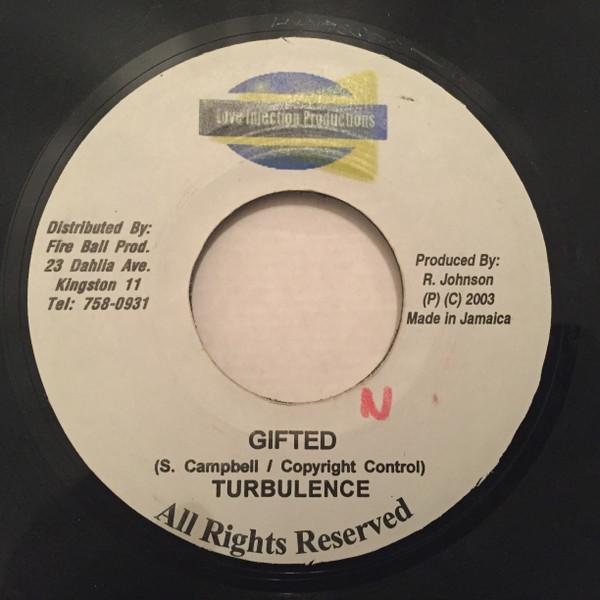 Love Injection Productions
Distributed By:
Fire Ball Prod.
23 Dahlia Ave.
Kingston 11
Tel: 758-0931
Produced By:
R. Johnson
(P) (C) 2003
Made in Jamaica
N
GIFTED
(S. Campbell / Copyright Control)
TURBULENCE
All Rights Reserved